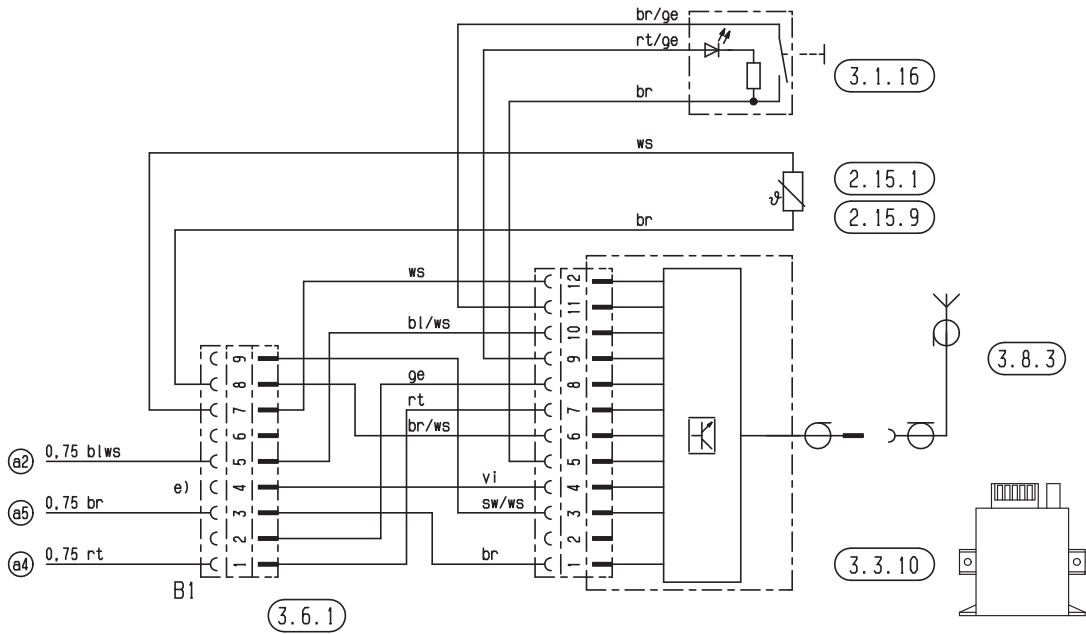 br/ge
rt/ge
3.1.16
br
ws
2.15.1
ϑ
2.15.9
br
ws
12
11
bl/ws
10
9
9
3.8.3
ge
8
8
rt
7
7
br/ws
6
6
a2 0,75 blws
5
5
vi
e)
4
4
sw/ws
a5 0,75 br
3
3
2
2
br
a4 0,75 rt
1
1
3.3.10
B1
3.6.1